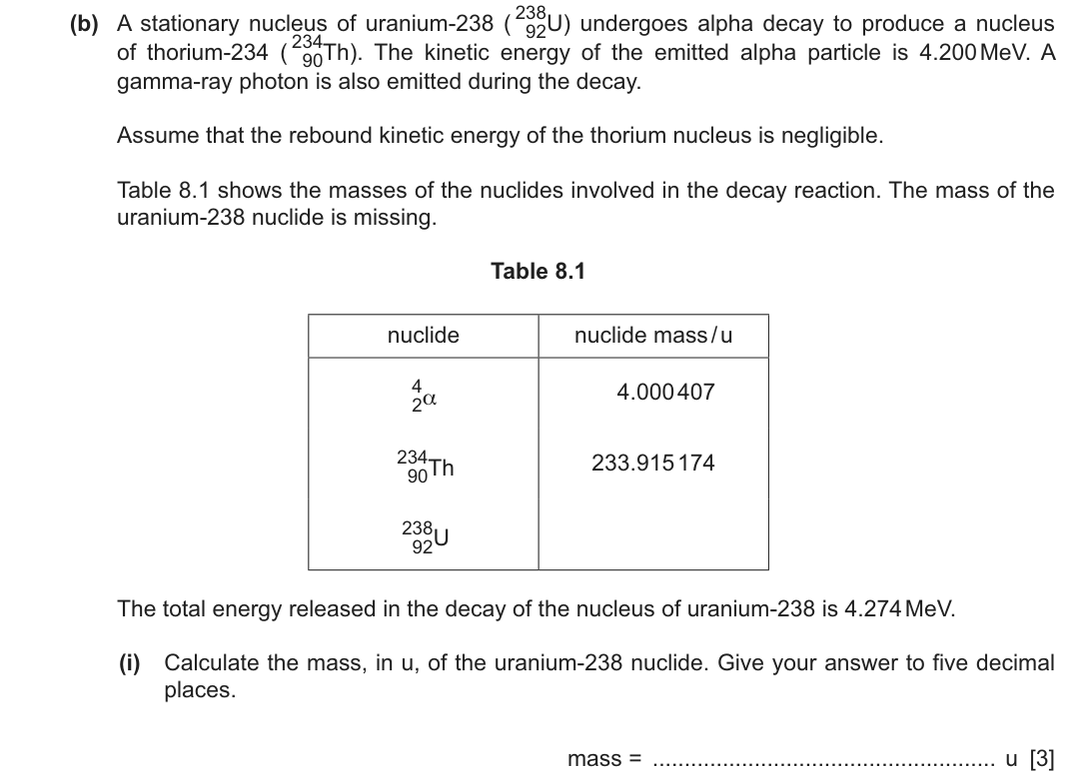 (b) A stationary nucleus of uranium-238 (²³⁸₉₂U) undergoes alpha decay to produce a nucleus
of thorium-234 (²³⁴₉₀Th). The kinetic energy of the emitted alpha particle is 4.200 MeV. A
gamma-ray photon is also emitted during the decay.
Assume that the rebound kinetic energy of the thorium nucleus is negligible.
Table 8.1 shows the masses of the nuclides involved in the decay reaction. The mass of the
uranium-238 nuclide is missing.
Table 8.1
nuclide nuclide mass / u
⁴₂α 4.000 407
²³⁴₉₀Th 233.915 174
²³⁸₉₂U
The total energy released in the decay of the nucleus of uranium-238 is 4.274 MeV.
(i) Calculate the mass, in u, of the uranium-238 nuclide. Give your answer to five decimal
places.
mass = ...................................................... u [3]